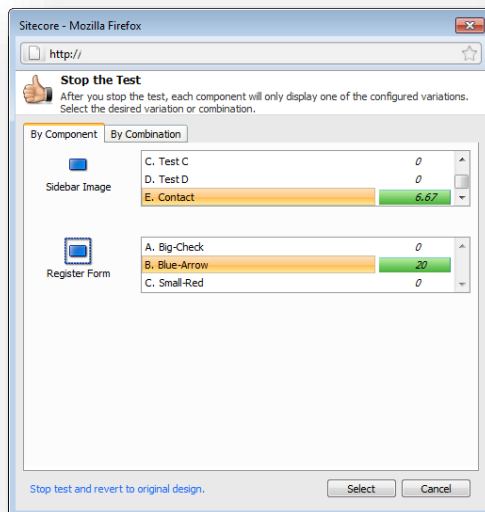 Sitecore - Mozilla Firefox
http://
Stop the Test
After you stop the test, each component will only display one of the configured variations.
Select the desired variation or combination.
By Component By Combination
Sidebar Image
C. Test C 0
D. Test D 0
E. Contact 6.67
Register Form
A. Big-Check 0
B. Blue-Arrow 20
C. Small-Red 0
Stop test and revert to original design. Select Cancel